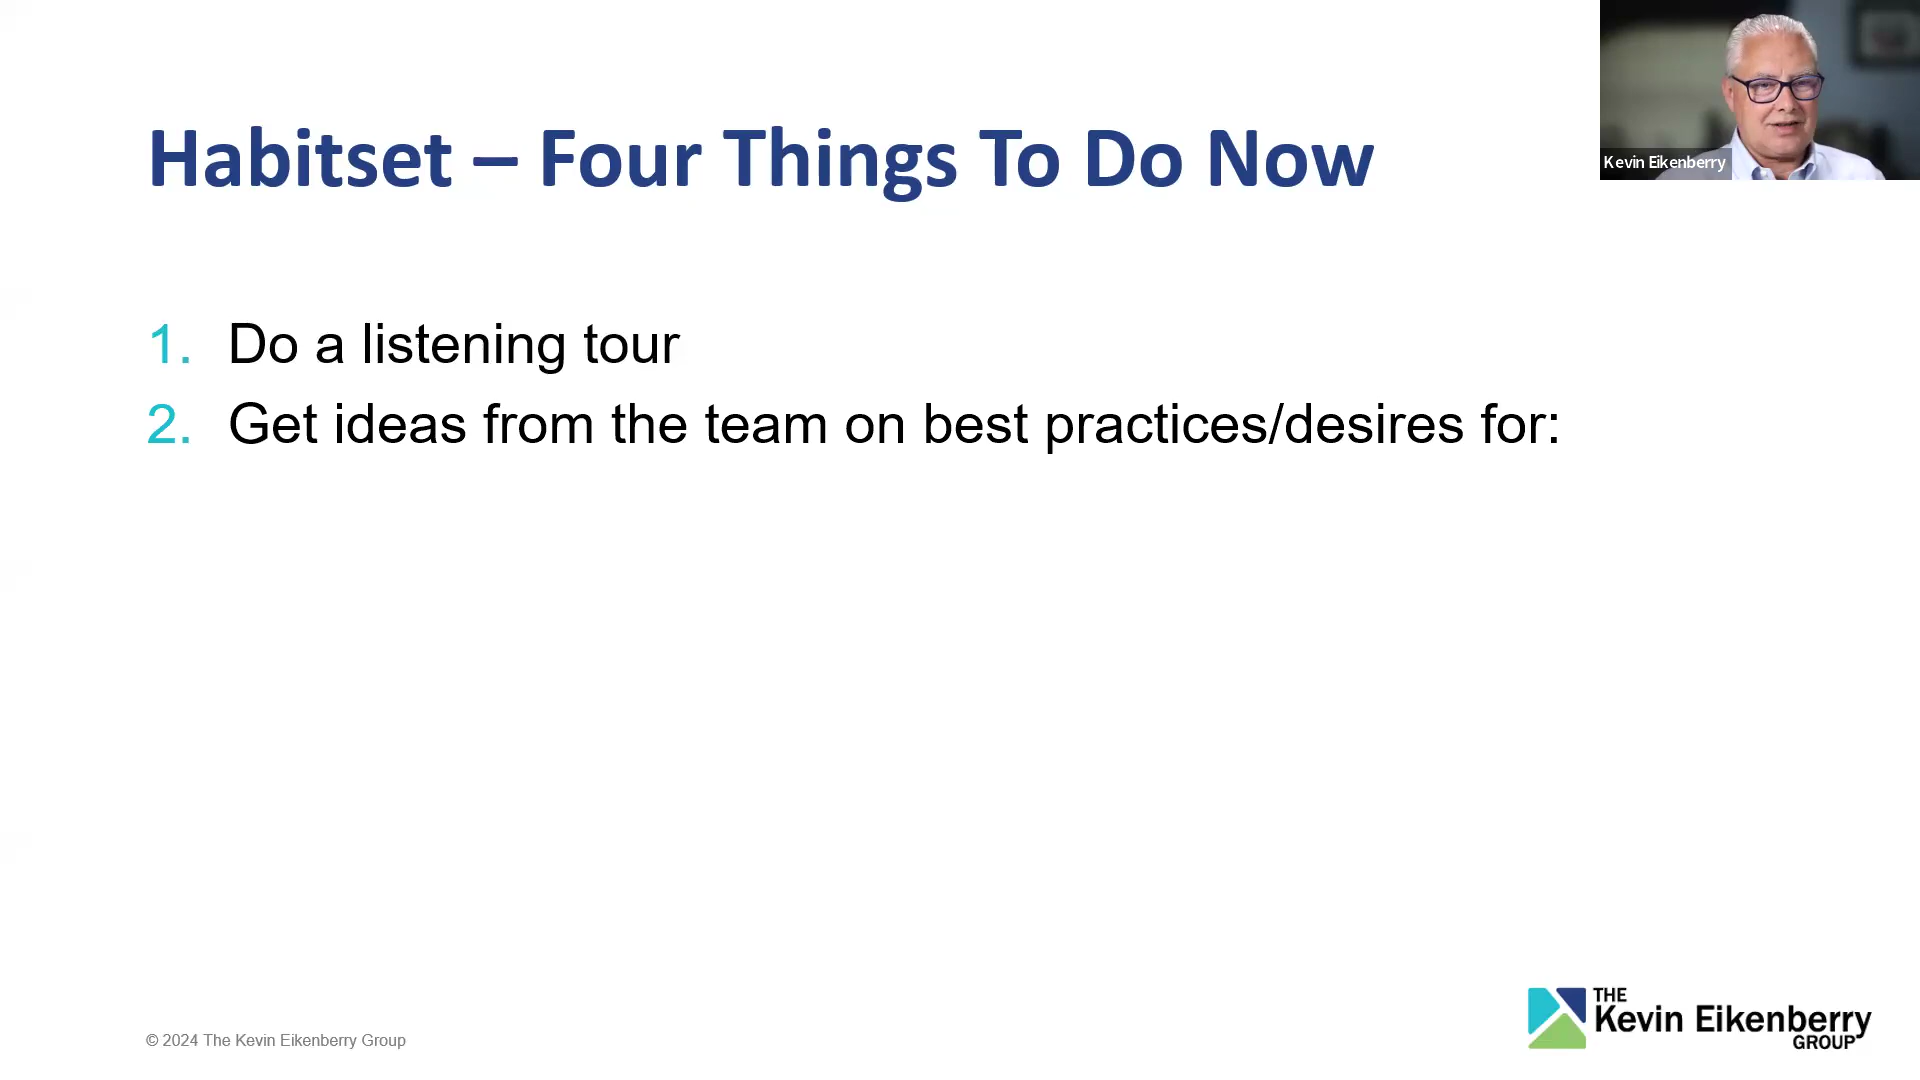 Habitset – Four Things To Do Now
Kevin Eikenberry
1. Do a listening tour
2. Get ideas from the team on best practices/desires for:
© 2024 The Kevin Eikenberry Group
THE
Kevin Eikenberry
GROUP